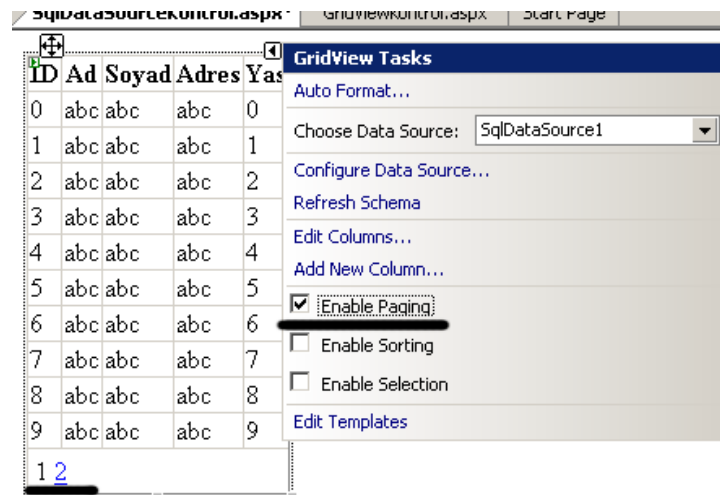 SqlDataSourceKontrol.aspx*
GridViewKontrol.aspx
Start Page
ID Ad Soyad Adres Yas
0 abc abc abc 0
1 abc abc abc 1
2 abc abc abc 2
3 abc abc abc 3
4 abc abc abc 4
5 abc abc abc 5
6 abc abc abc 6
7 abc abc abc 7
8 abc abc abc 8
9 abc abc abc 9
1 2
GridView Tasks
Auto Format...
Choose Data Source: SqlDataSource1
Configure Data Source...
Refresh Schema
Edit Columns...
Add New Column...
Enable Paging
Enable Sorting
Enable Selection
Edit Templates